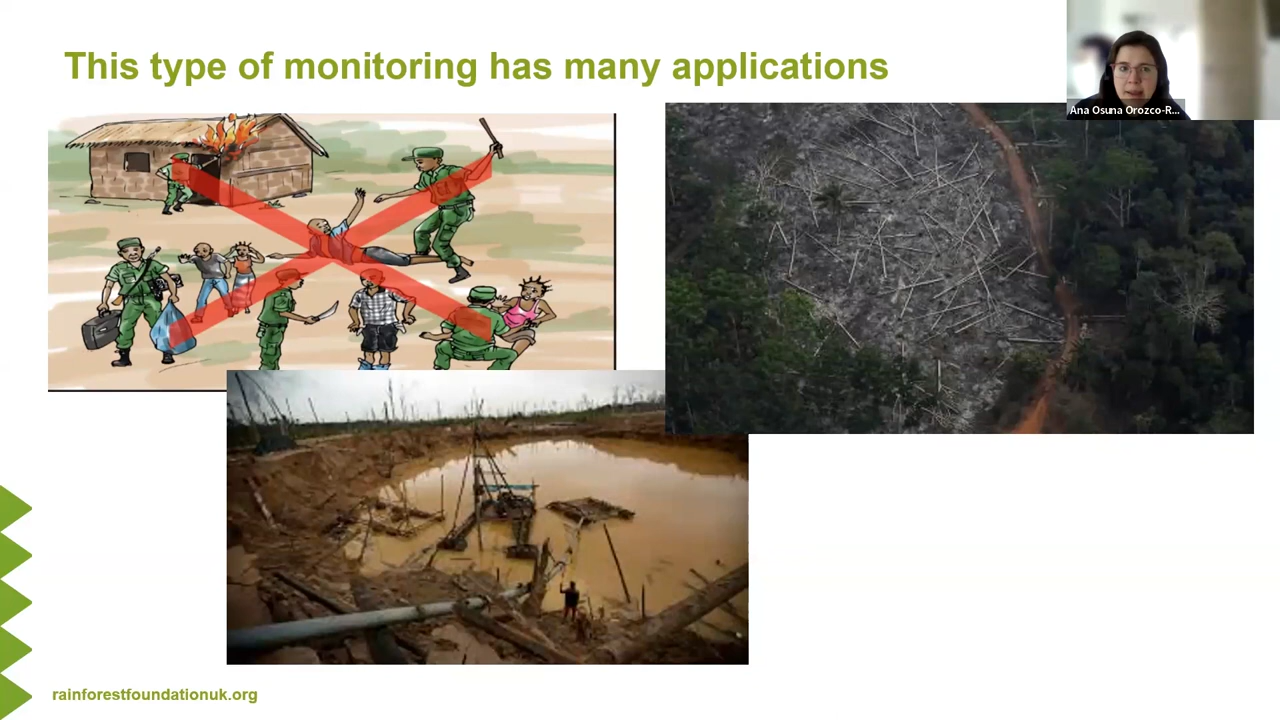 This type of monitoring has many applications
Ana Osuna Orozco-R...
rainforestfoundationuk.org